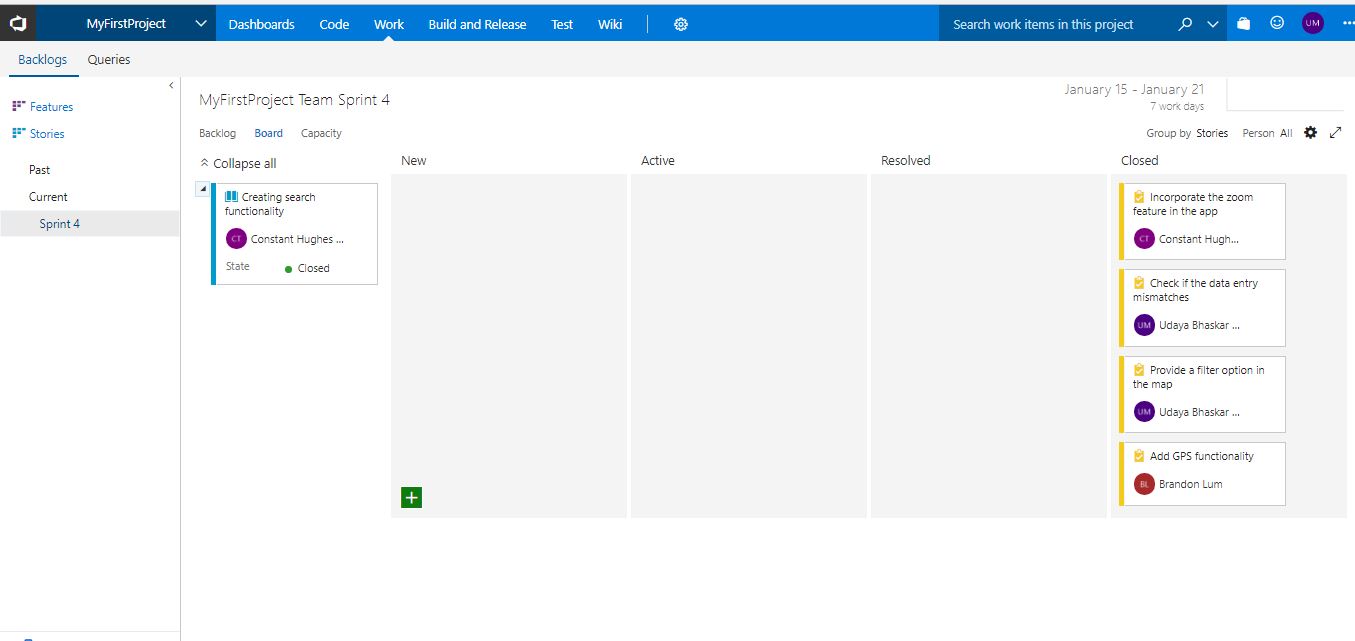 MyFirstProject
Dashboards
Code
Work
Build and Release
Test
Wiki
Search work items in this project
UM
Backlogs
Queries
Features
Stories
Past
Current
Sprint 4
MyFirstProject Team Sprint 4
January 15 - January 21
7 work days
Backlog
Board
Capacity
Group by Stories
Person All
Collapse all
New
Active
Resolved
Closed
Creating search
functionality
CT
Constant Hughes ...
State
Closed
Incorporate the zoom
feature in the app
CT
Constant Hugh...
Check if the data entry
mismatches
UM
Udaya Bhaskar ...
Provide a filter option in
the map
UM
Udaya Bhaskar ...
Add GPS functionality
BL
Brandon Lum